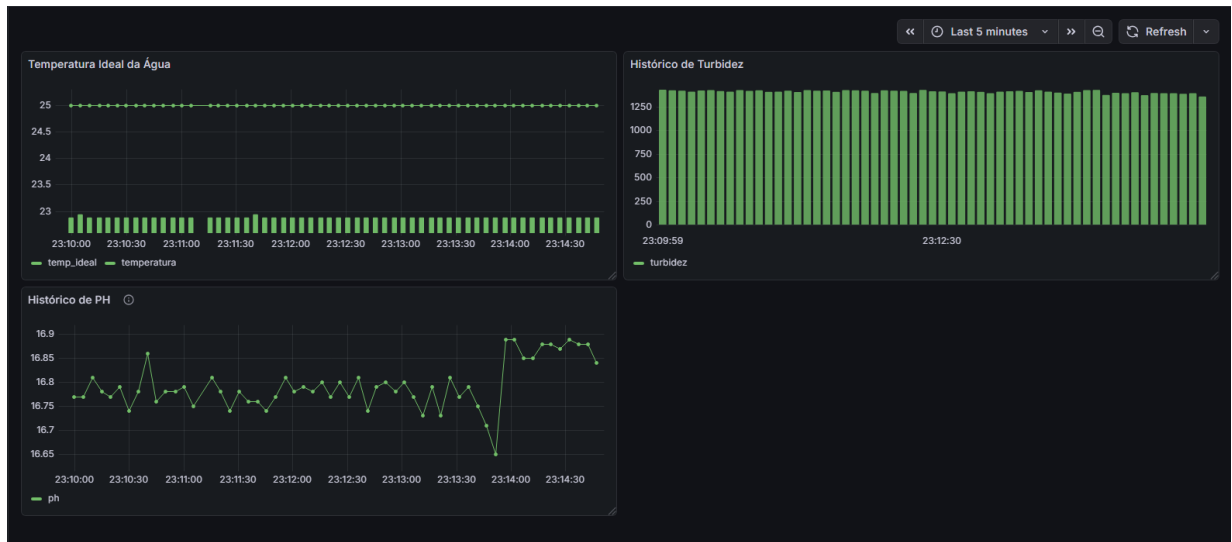 Last 5 minutes
Refresh
Temperatura Ideal da Água
25
24.5
24
23.5
23
23:10:00 23:10:30 23:11:00 23:11:30 23:12:00 23:12:30 23:13:00 23:13:30 23:14:00 23:14:30
temp_ideal temperatura
Histórico de Turbidez
1250
1000
750
500
250
0
23:09:59 23:12:30
turbidez
Histórico de PH
16.9
16.85
16.8
16.75
16.7
16.65
23:10:00 23:10:30 23:11:00 23:11:30 23:12:00 23:12:30 23:13:00 23:13:30 23:14:00 23:14:30
ph